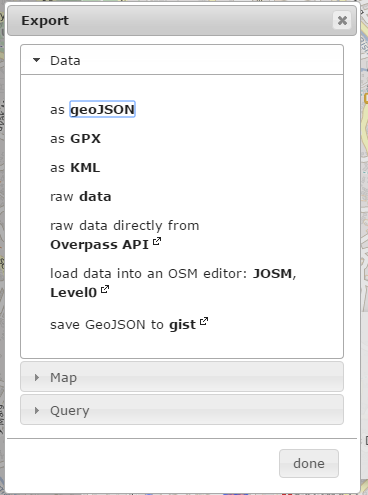 Export
Data
as geoJSON
as GPX
as KML
raw data
raw data directly from
Overpass API
load data into an OSM editor: JOSM,
Level0
save GeoJSON to gist
Map
Query
done